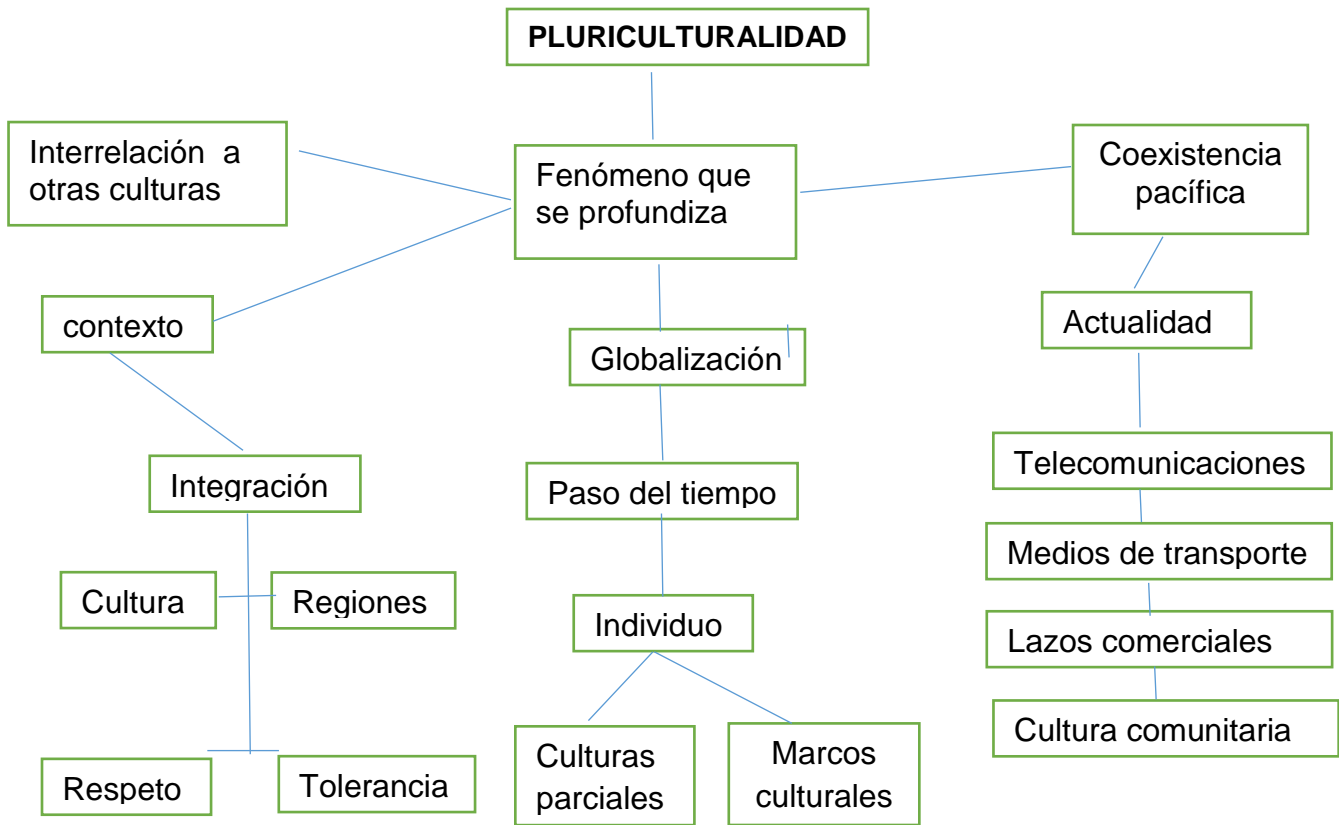 PLURICULTURALIDAD
Interrelación a
otras culturas
Fenómeno que
se profundiza
Coexistencia
pacífica
contexto
Globalización
Actualidad
Integración
Paso del tiempo
Telecomunicaciones
Medios de transporte
Cultura
Regiones
Individuo
Lazos comerciales
Cultura comunitaria
Respeto
Tolerancia
Culturas
parciales
Marcos
culturales